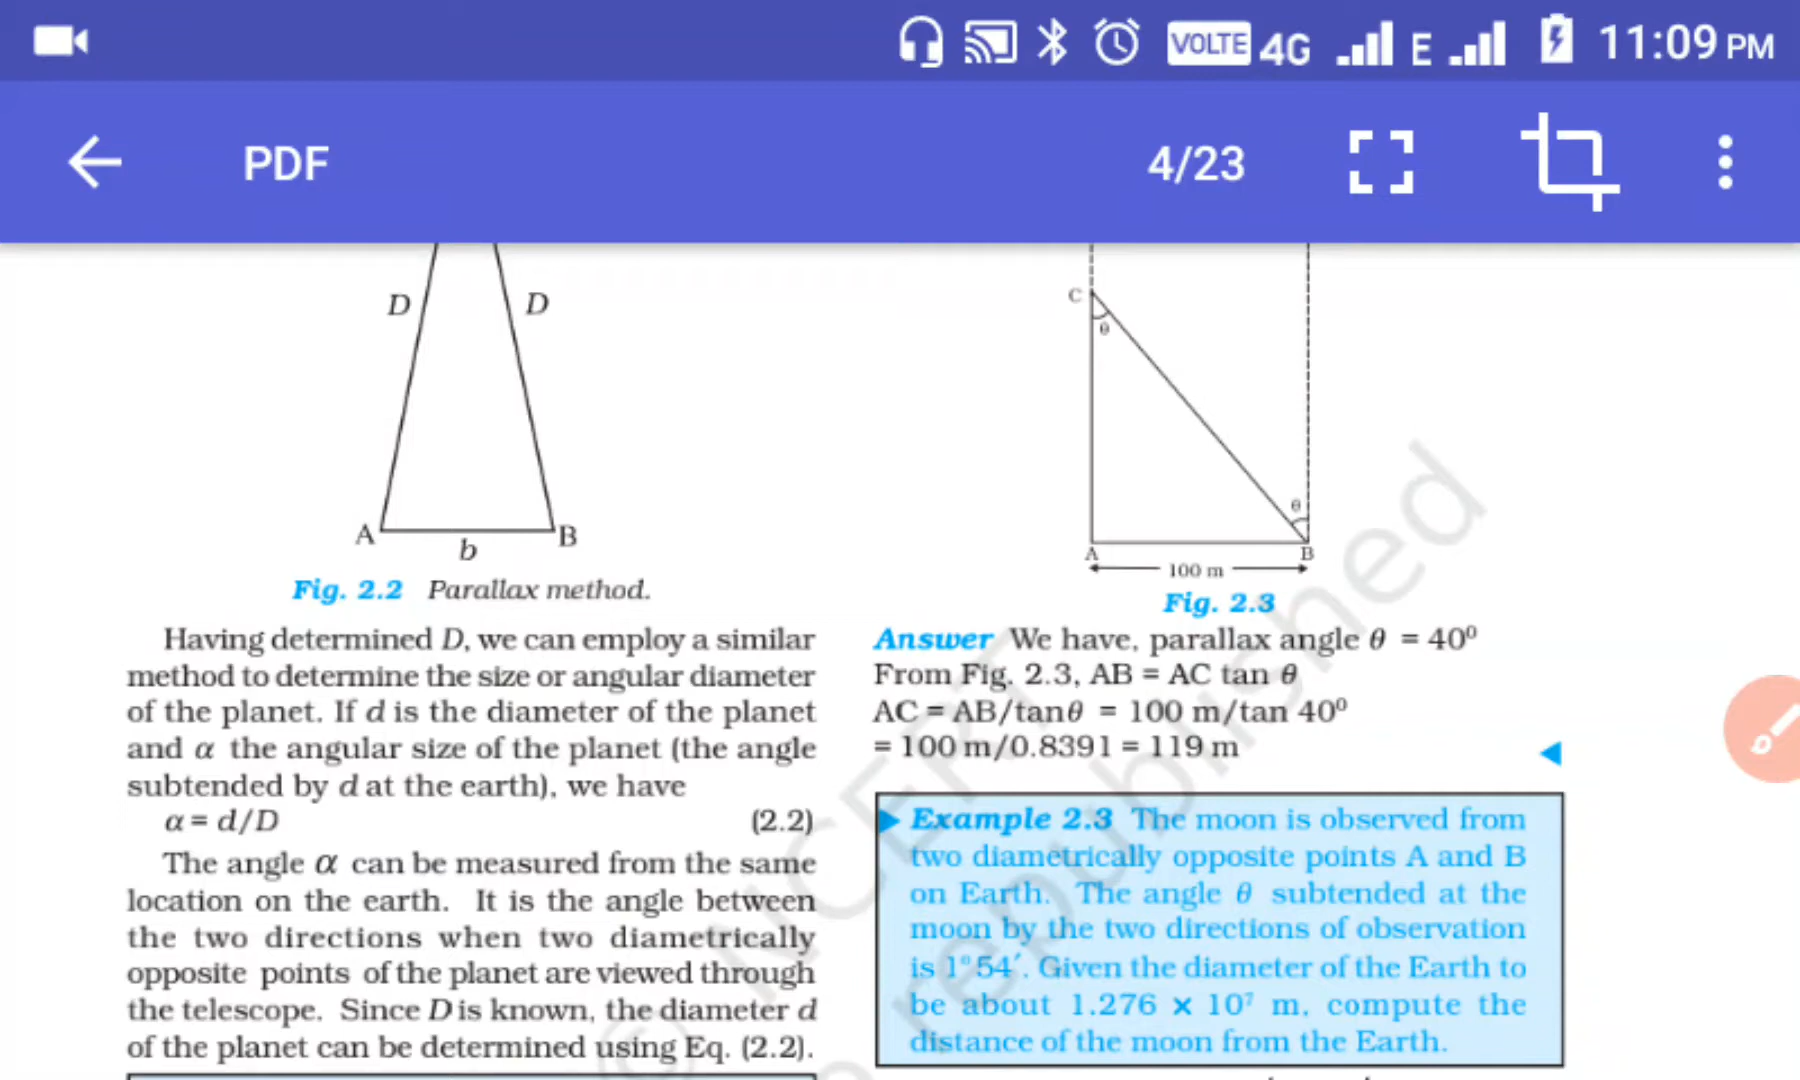 VOLTE 4G E 11:09 PM
PDF 4/23
D D
A B
b
Fig. 2.2 Parallax method.
Having determined D, we can employ a similar
method to determine the size or angular diameter
of the planet. If d is the diameter of the planet
and α the angular size of the planet (the angle
subtended by d at the earth), we have
α = d/D (2.2)
The angle α can be measured from the same
location on the earth. It is the angle between
the two directions when two diametrically
opposite points of the planet are viewed through
the telescope. Since D is known, the diameter d
of the planet can be determined using Eq. (2.2).
C
θ
θ
A B
100 m
Fig. 2.3
Answer We have, parallax angle θ = 40⁰
From Fig. 2.3, AB = AC tan θ
AC = AB/tanθ = 100 m/tan 40⁰
= 100 m/0.8391 = 119 m
Example 2.3 The moon is observed from
two diametrically opposite points A and B
on Earth. The angle θ subtended at the
moon by the two directions of observation
is 1°54′. Given the diameter of the Earth to
be about 1.276 × 10⁷ m, compute the
distance of the moon from the Earth.
© NCERT
republished